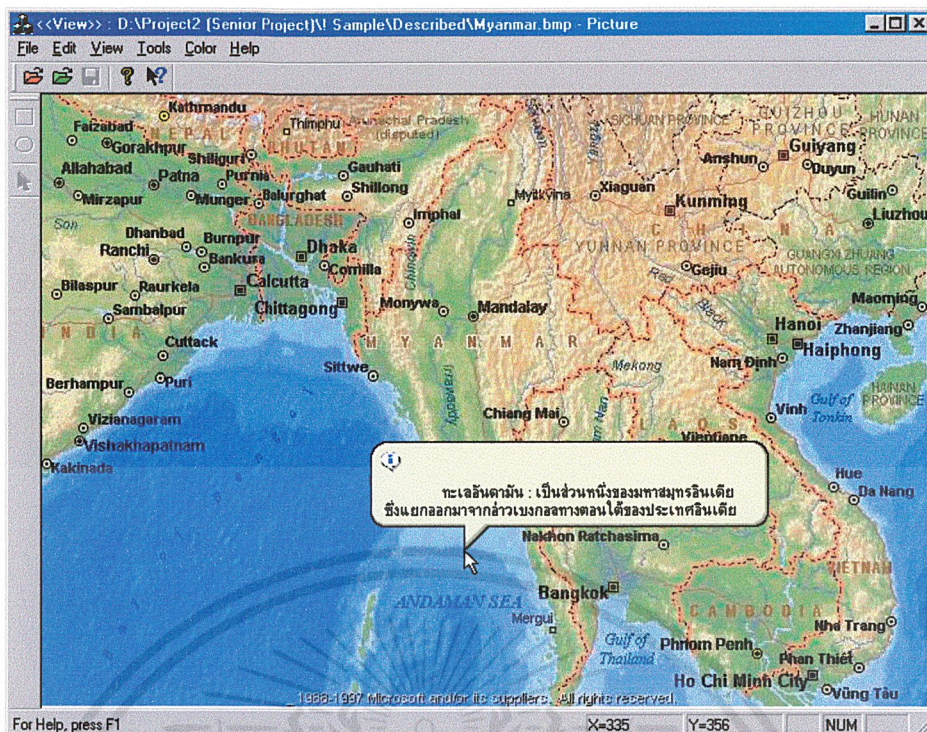 <<View>> : D:\Project2 (Senior Project)\! Sample\Described\Myanmar.bmp - Picture
File Edit View Tools Color Help
Kathmandu
Thimphu
Arunachal Pradesh
(disputed)
SICHUAN PROVINCE
Yangtz
GUIZHOU
PROVINCE
HUNAN
PROVINCE
Faizabad
NEPAL
BHUTAN
Gorakhpur
Shiliguri
Gauhati
Guiyang
Anshun
Duyun
Allahabad
Patna
Purnia
Shillong
Myitkyina
Xiaguan
Guilin
Mirzapur
Munger
Balurghat
Imphal
Kunming
Liuzhou
Son
BANGLADESH
CHINA
Dhanbad
Burnpur
Dhaka
Chindwin
YUNNAN PROVINCE
GUANGXI ZHUANG
AUTONOMOUS REGION
Ranchi
Bankura
Comilla
Red
Gejiu
Bilaspur
Raurkela
Calcutta
Chittagong
Monywa
Mandalay
Black
Maoming
Sambalpur
INDIA
Hanoi
Zhanjiang
Cuttack
MYANMAR
Haiphong
Nam Định
Sittwe
Mekong
Berhampur
Puri
Irrawaddy
HAINAN
PROVINCE
Gulf of
Tonkin
Vizianagaram
Chiang Mai
Nan
LAOS
Vinh
Vishakhapatnam
Vientiane
Kakinada
Hue
Da Nang
ทะเลอันดามัน : เป็นส่วนหนึ่งของมหาสมุทรอินเดีย
ซึ่งแยกออกมาจากอ่าวเบงกอลทางตอนใต้ของประเทศอินเดีย
Nakhon Ratchasima
VIETNAM
Bangkok
ANDAMAN SEA
CAMBODIA
Mergui
Nha Trang
Gulf of
Thailand
Phnom Penh
Phan Thiết
Ho Chi Minh City
Vũng Tàu
1988-1997 Microsoft and/or its suppliers. All rights reserved.
For Help, press F1 X=335 Y=356 NUM